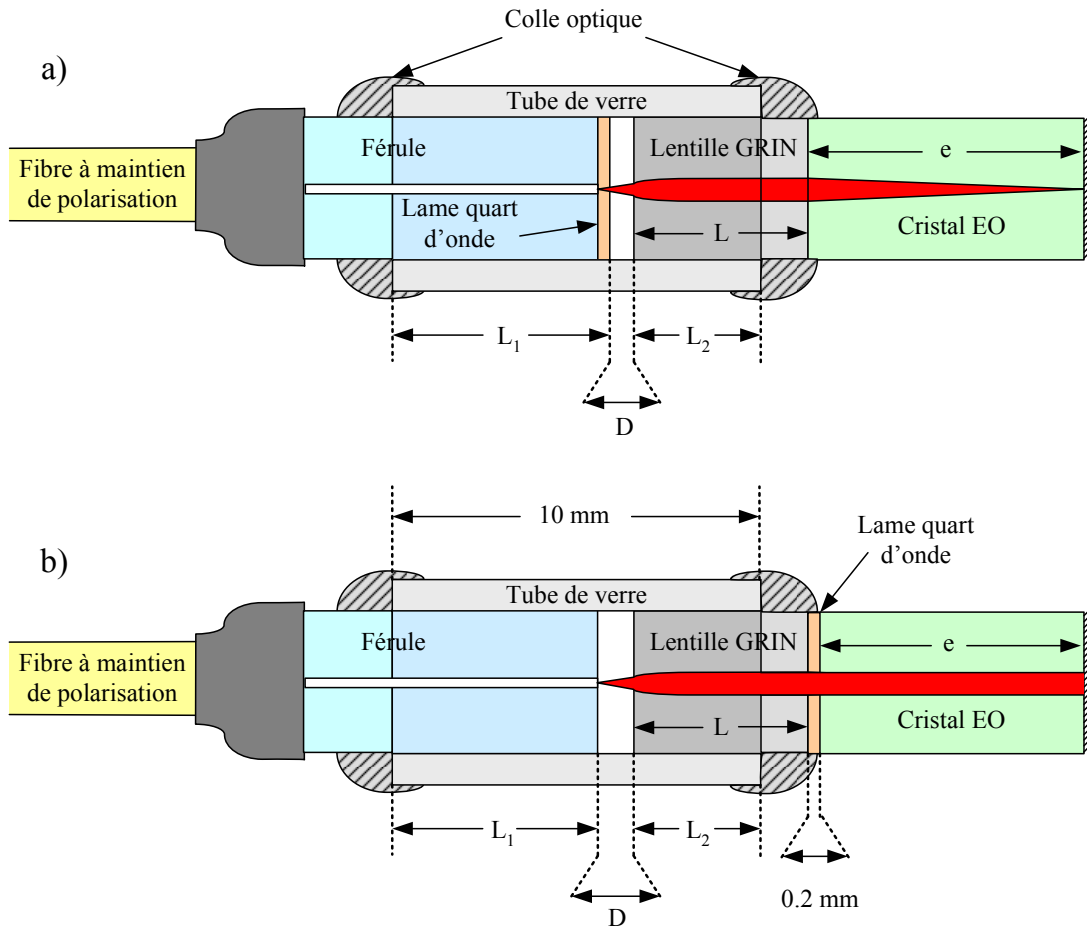 Colle optique
a)
Tube de verre
Férule
Lentille GRIN
e
Fibre à maintien
de polarisation
Lame quart
d'onde
L
Cristal EO
L1
L2
D
10 mm
Lame quart
d'onde
b)
Tube de verre
Férule
Lentille GRIN
e
Fibre à maintien
de polarisation
L
Cristal EO
L1
L2
D
0.2 mm